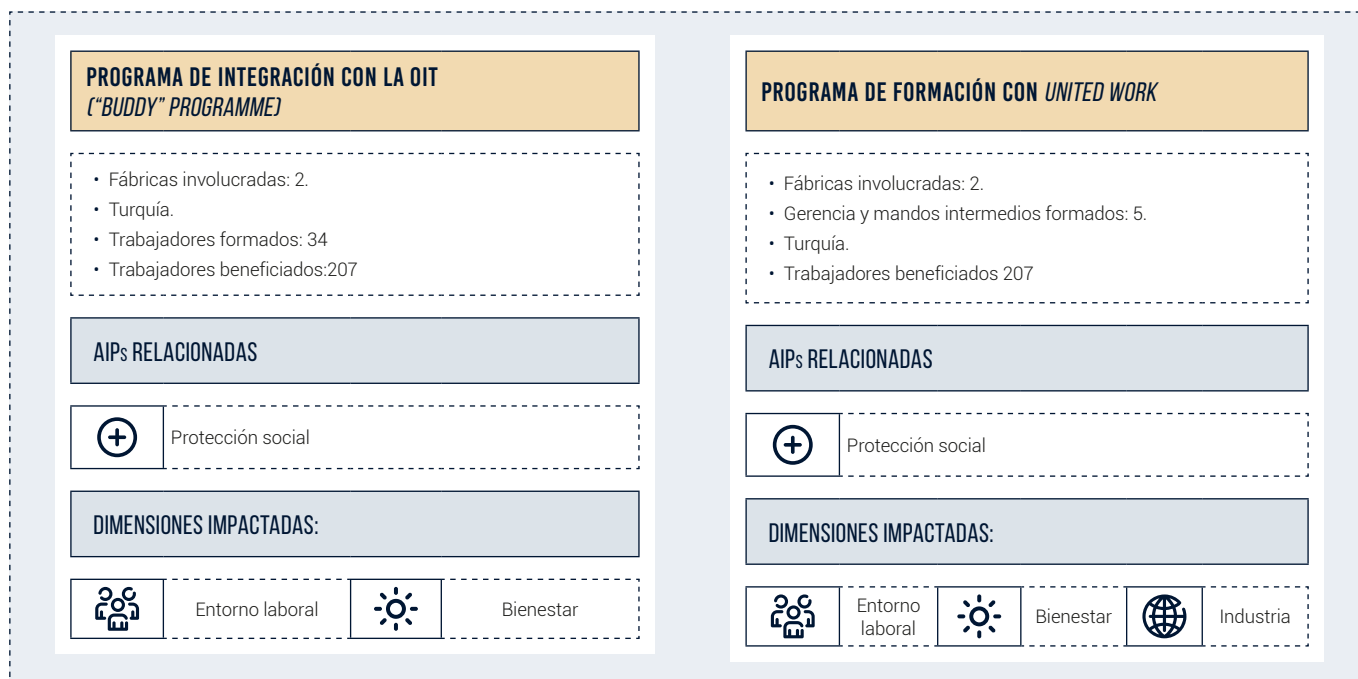 PROGRAMA DE INTEGRACIÓN CON LA OIT
(“BUDDY” PROGRAMME)
• Fábricas involucradas: 2.
• Turquía.
• Trabajadores formados: 34
• Trabajadores beneficiados:207
AIPs RELACIONADAS
Protección social
DIMENSIONES IMPACTADAS:
Entorno laboral
Bienestar
PROGRAMA DE FORMACIÓN CON UNITED WORK
• Fábricas involucradas: 2.
• Gerencia y mandos intermedios formados: 5.
• Turquía.
• Trabajadores beneficiados 207
AIPs RELACIONADAS
Protección social
DIMENSIONES IMPACTADAS:
Entorno
laboral
Bienestar
Industria